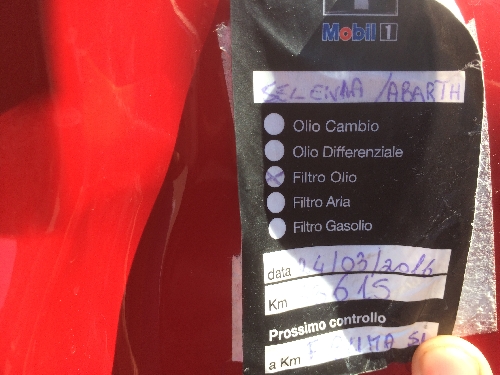 Mobil 1
SELENIA / ABARTH
Olio Cambio
Olio Differenziale
Filtro Olio
Filtro Aria
Filtro Gasolio
data 14/03/2016
Km 615
Prossimo controllo
a Km